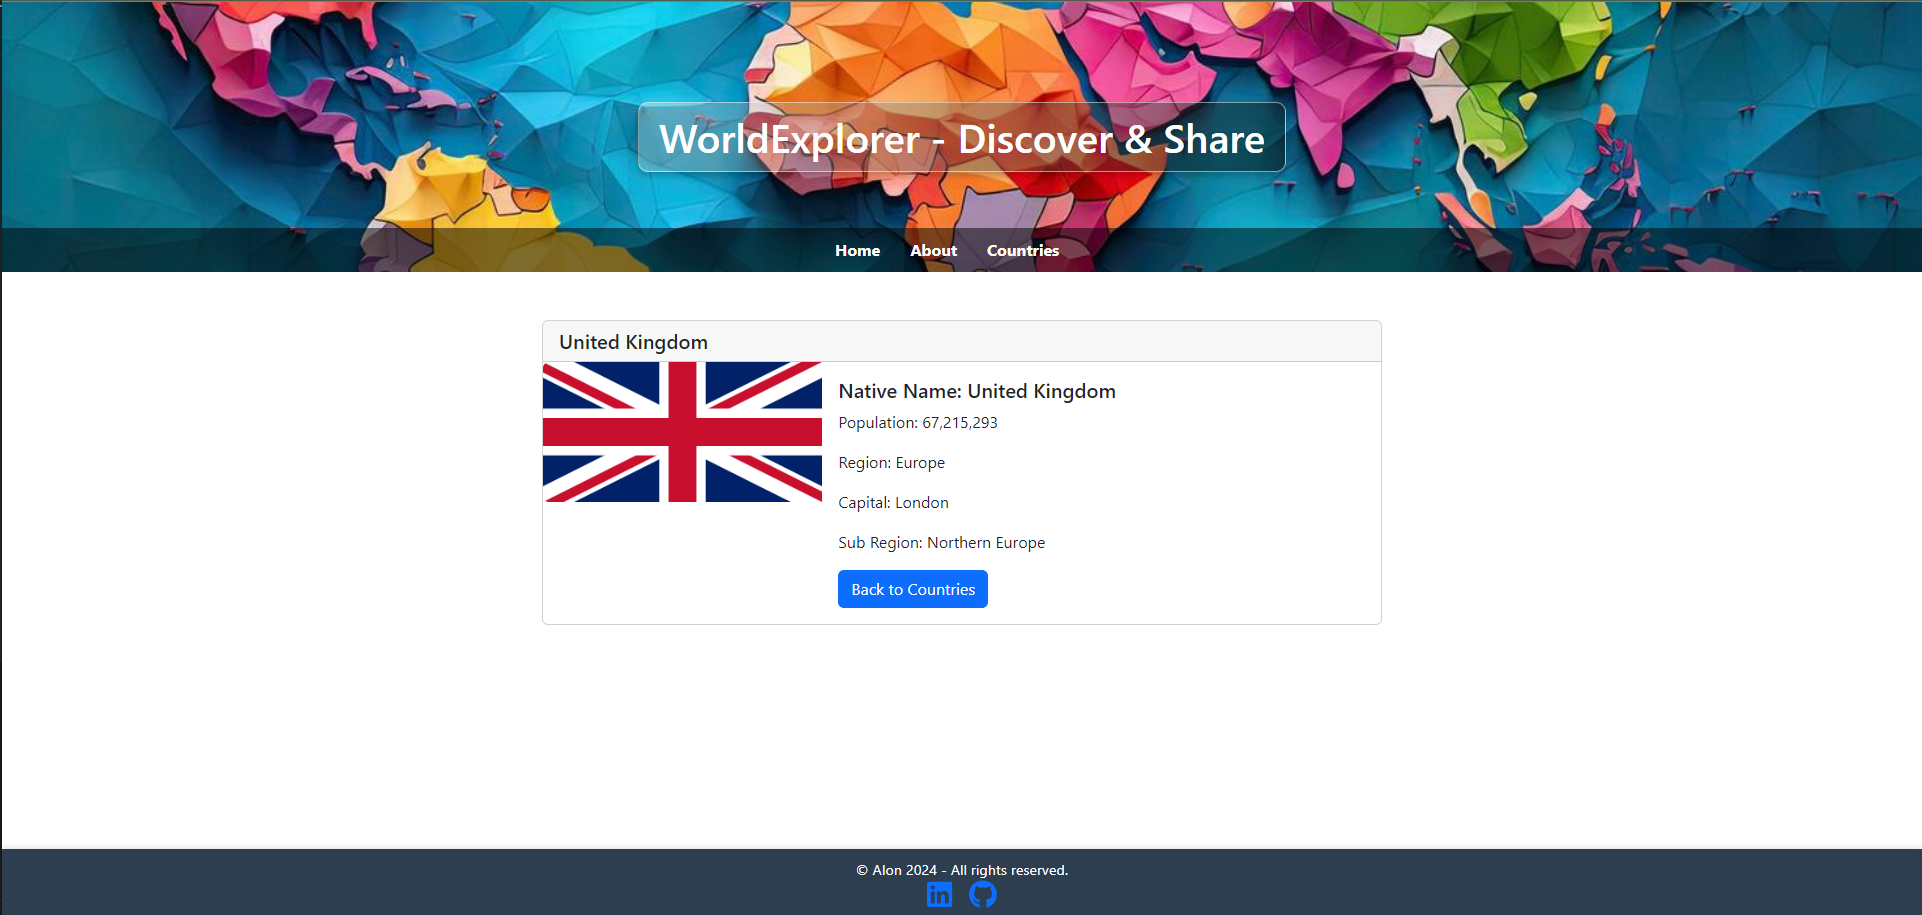 WorldExplorer - Discover & Share
Home About Countries
United Kingdom
Native Name: United Kingdom
Population: 67,215,293
Region: Europe
Capital: London
Sub Region: Northern Europe
Back to Countries
© Alon 2024 - All rights reserved.
in